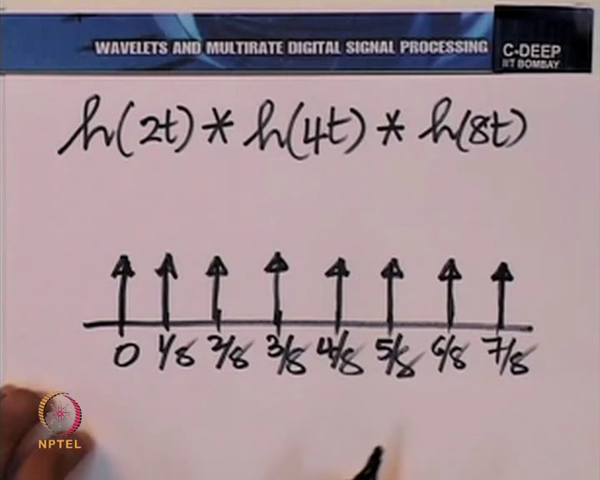 WAVELETS AND MULTIRATE DIGITAL SIGNAL PROCESSING
C-DEEP
IIT BOMBAY
h(2t) * h(4t) * h(8t)
0 1/8 2/8 3/8 4/8 5/8 6/8 7/8
NPTEL